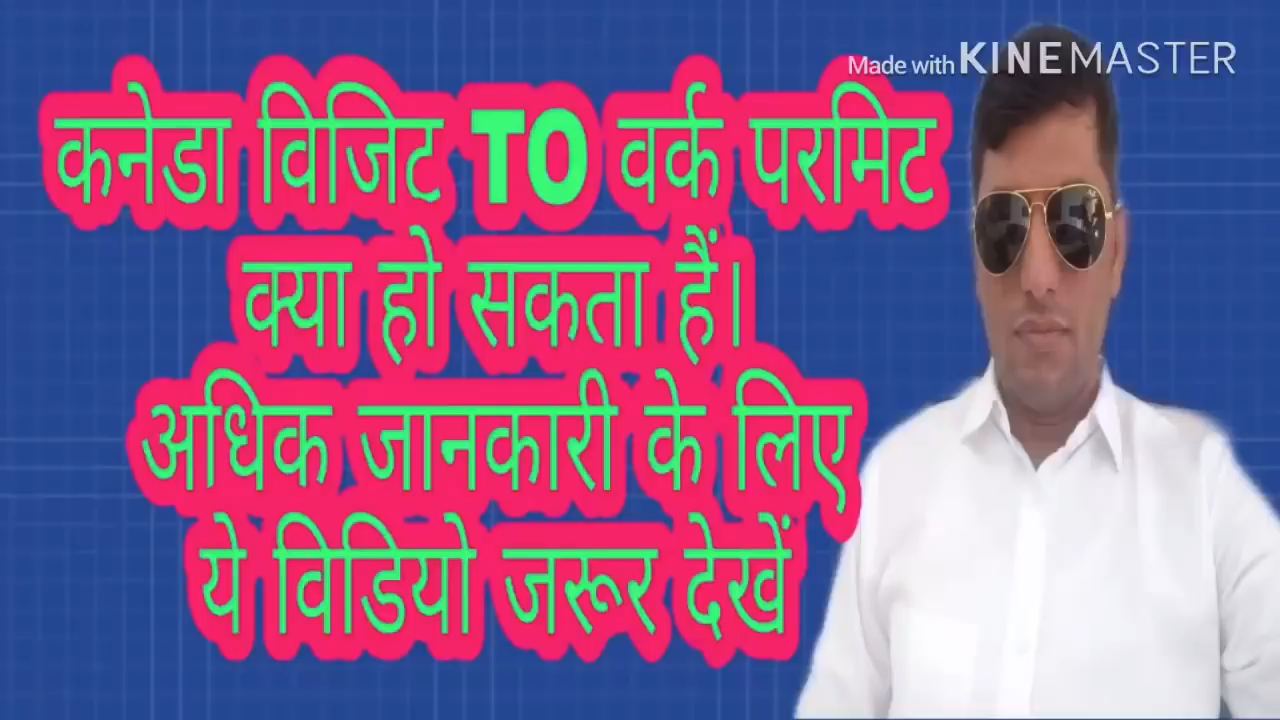 Made with KINEMASTER
कनेडा विजिट TO वर्क परमिट
क्या हो सकता हैं।
अधिक जानकारी के लिए
ये विडियो जरूर देखें